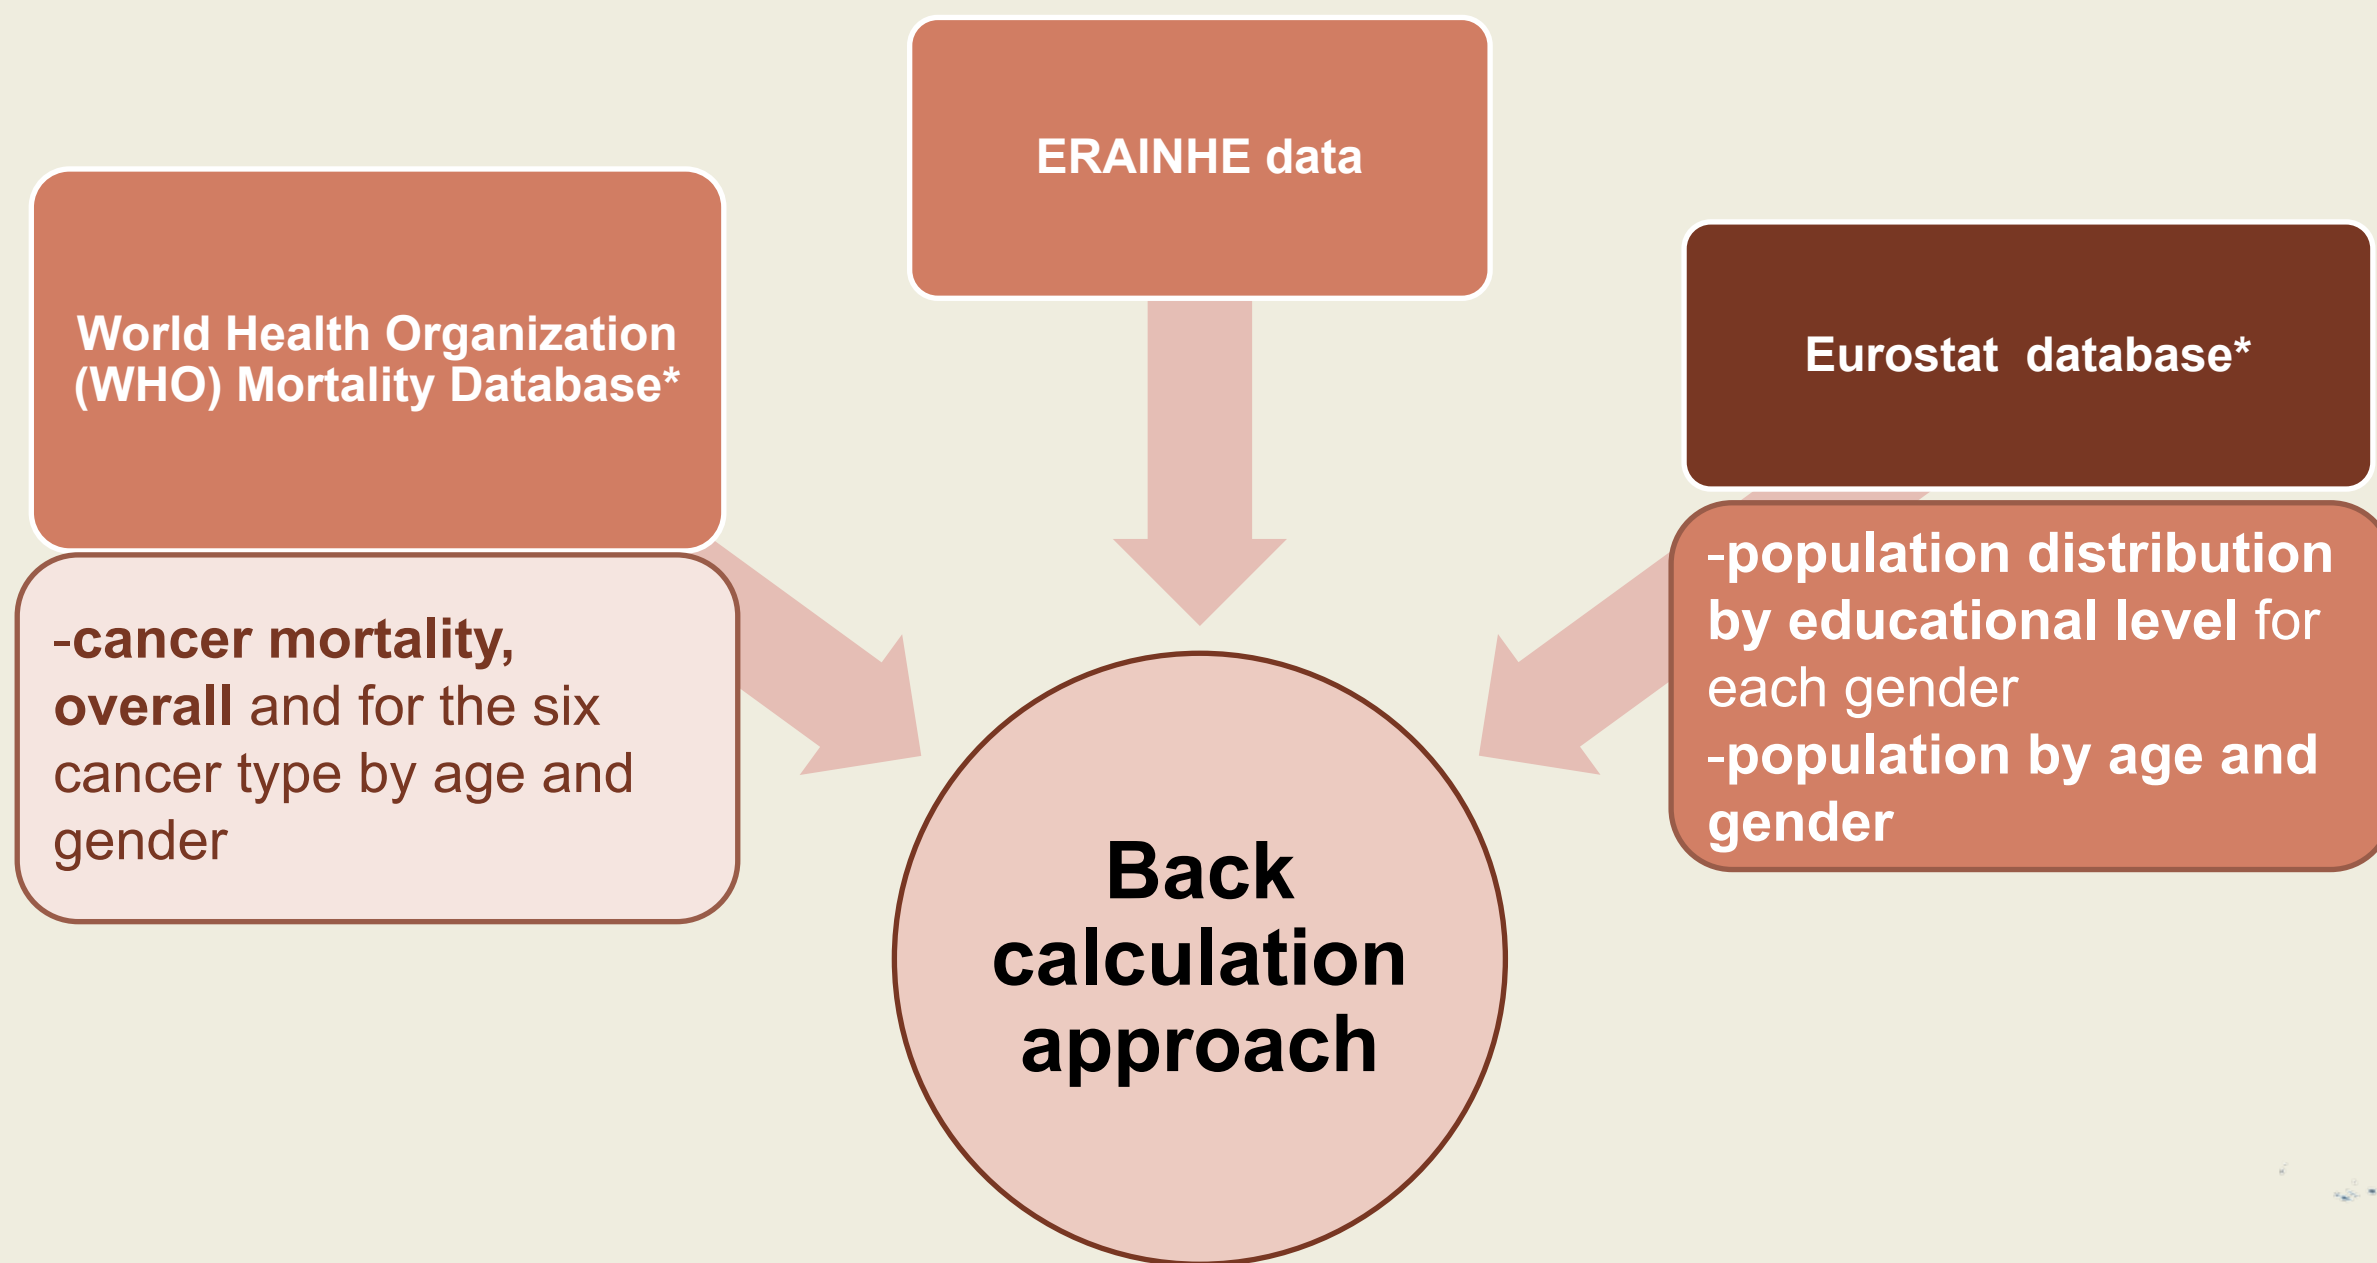 ERAINHE data
World Health Organization
(WHO) Mortality Database*
-cancer mortality,
overall and for the six
cancer type by age and
gender
Eurostat  database*
-population distribution
by educational level for
each gender
-population by age and
gender
Back
calculation
approach